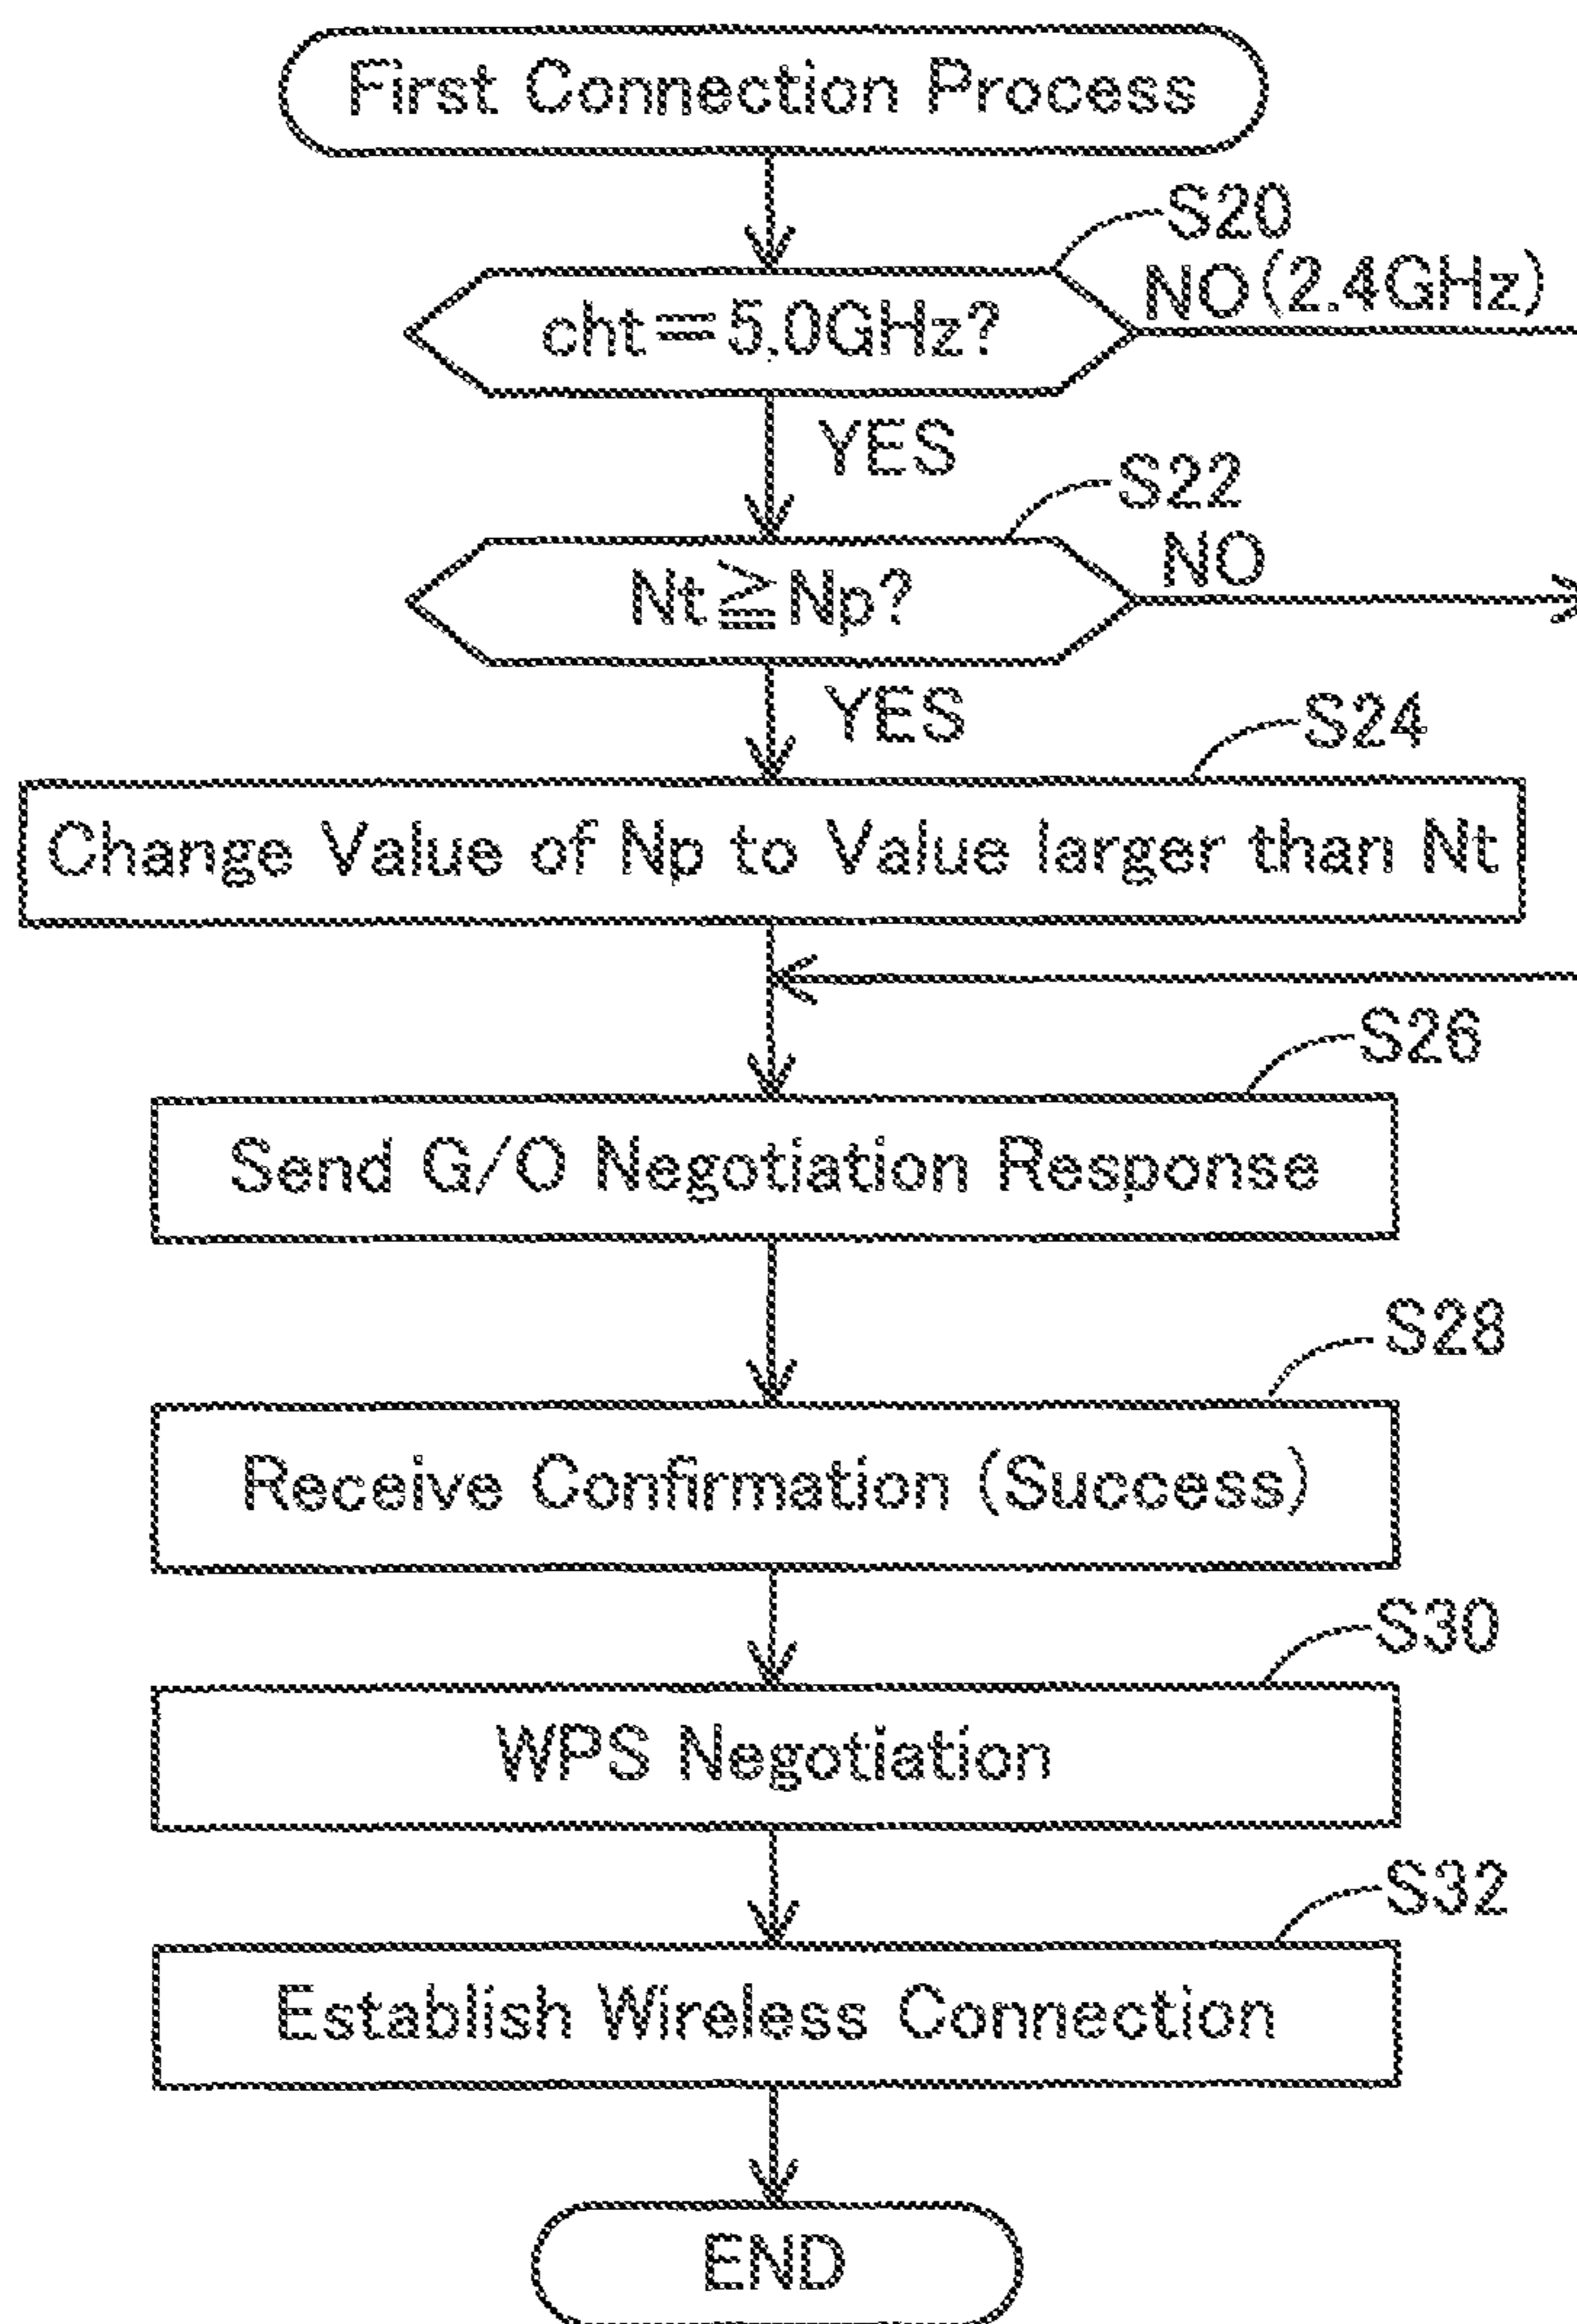 First Connection Process
S20
NO(2.4GHz)
cht=5.0GHz?
YES
S22
NO
Nt≧Np?
YES
S24
Change Value of Np to Value larger than Nt
S26
Send G/O Negotiation Response
S28
Receive Confirmation (Success)
S30
WPS Negotiation
S32
Establish Wireless Connection
END